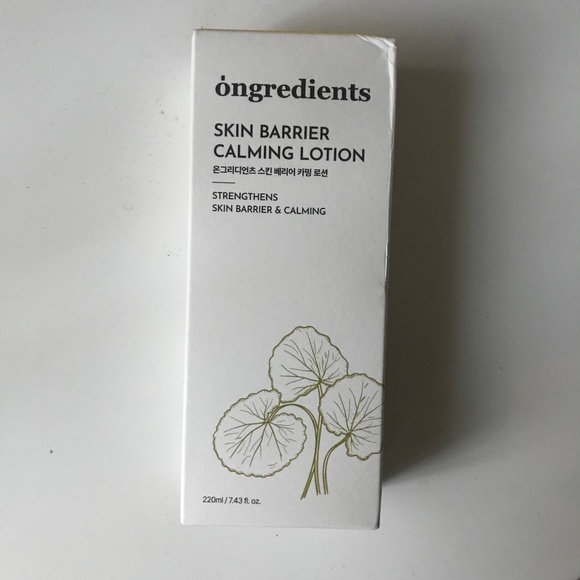 ongredients
SKIN BARRIER
CALMING LOTION
온그리디언츠 스킨 베리어 카밍 로션
STRENGTHENS
SKIN BARRIER & CALMING
220ml / 7.43 fl. oz.